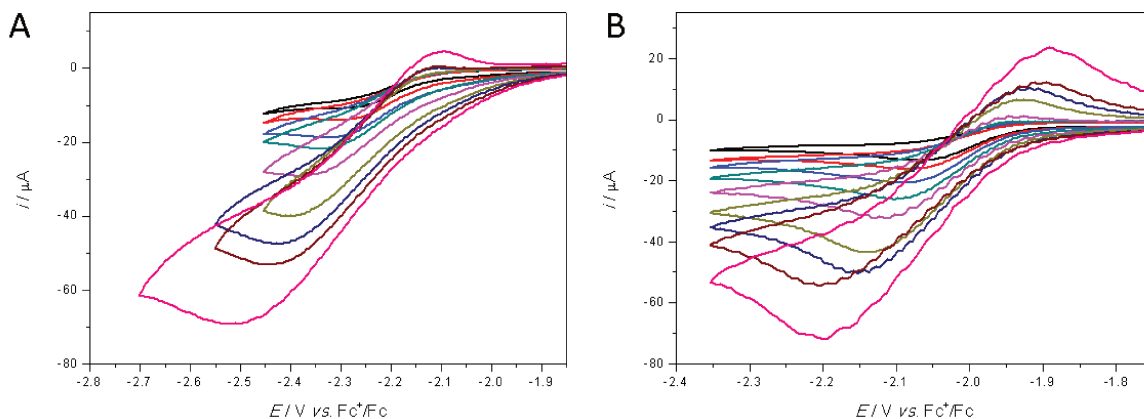 A
B
0
-20
-40
-60
-80
i / µA
-2.8 -2.7 -2.6 -2.5 -2.4 -2.3 -2.2 -2.1 -2.0 -1.9
E / V vs. Fc⁺/Fc
20
0
-20
-40
-60
-80
i / µA
-2.4 -2.3 -2.2 -2.1 -2.0 -1.9 -1.8
E / V vs. Fc⁺/Fc